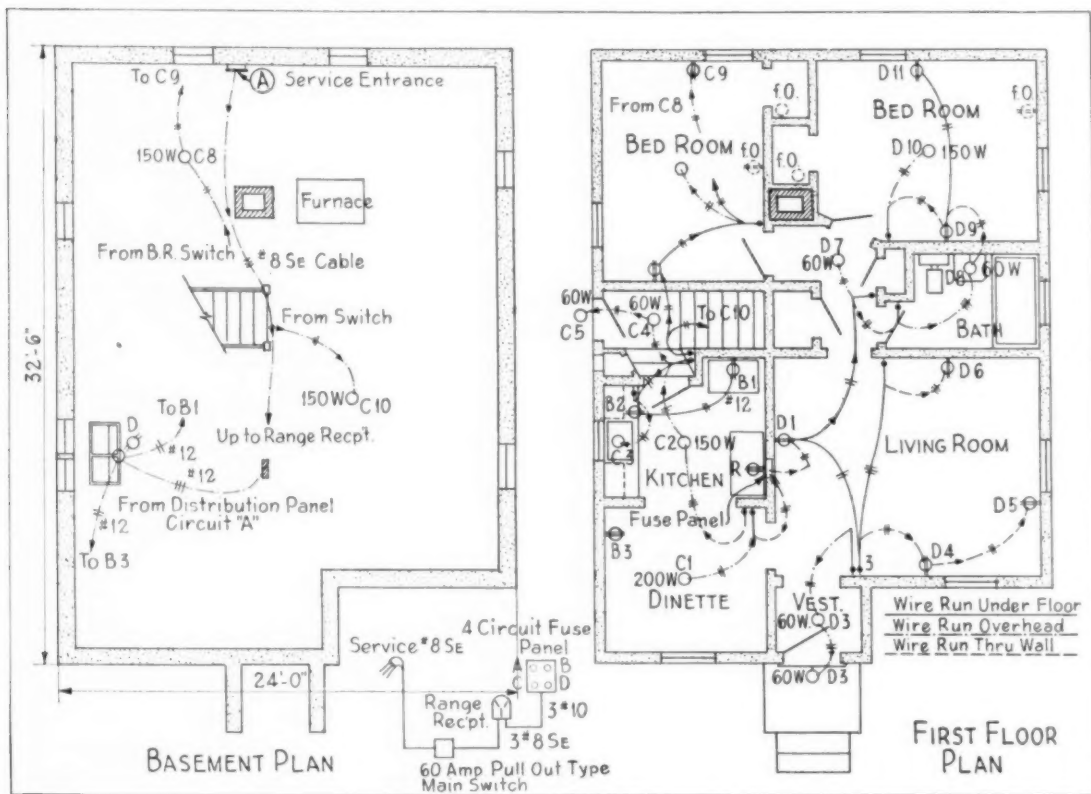 To C9
A
Service Entrance
150W C8
Furnace
From B.R. Switch
#8 SE Cable
From Switch
32'-6"
150W C10
To B1
D
#12
Up to Range Recpt.
#12
From Distribution Panel
Circuit "A"
#12
To B3
24'-0"
Service #8 SE
4 Circuit Fuse
Panel
B
C D
Range
Recpt.
3#10
3#8 SE
60 Amp Pull Out Type
Main Switch
BASEMENT PLAN
C9
D11
From C8
f.O.
BED ROOM
f.O.
BED ROOM
D10 150W
f.O.
f.O.
D9
D7
60W
60W
D8
BATH
60W
C5
60W
C4
To C10
B1
#12
B2
C3
C2 150W
D1
D6
LIVING ROOM
KITCHEN
R
Fuse Panel
D5
B3
C1
200W
DINETTE
3
D4
VEST.
60W D3
60W D3
Wire Run Under Floor
Wire Run Overhead
Wire Run Thru Wall
FIRST FLOOR
PLAN